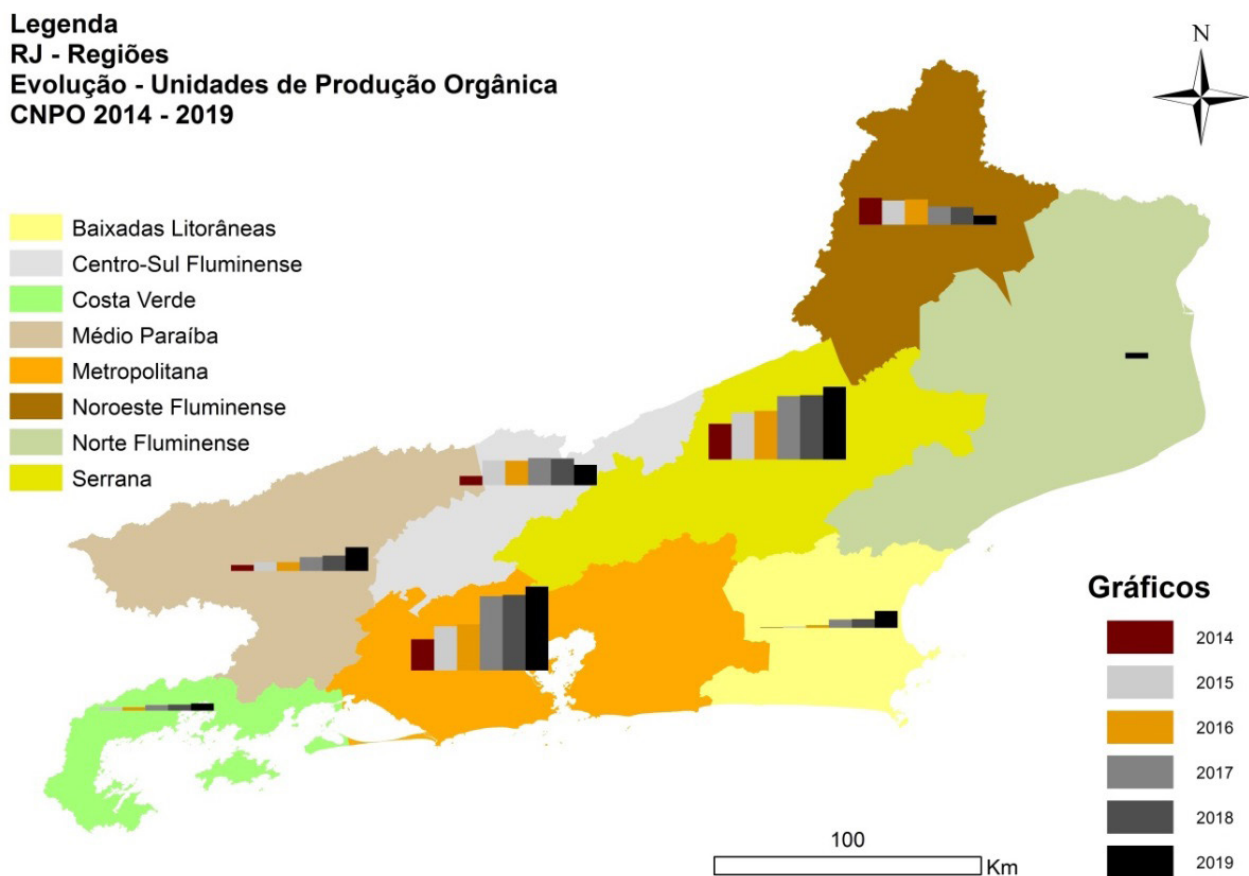 Legenda
RJ - Regiões
Evolução - Unidades de Produção Orgânica
CNPO 2014 - 2019
N
Baixadas Litorâneas
Centro-Sul Fluminense
Costa Verde
Médio Paraíba
Metropolitana
Noroeste Fluminense
Norte Fluminense
Serrana
Gráficos
2014
2015
2016
2017
2018
2019
100
Km